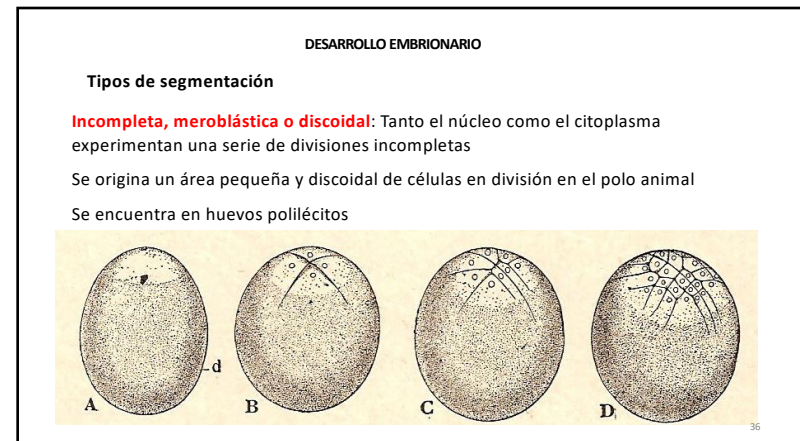 DESARROLLO EMBRIONARIO
Tipos de segmentación
Incompleta, meroblástica o discoidal: Tanto el núcleo como el citoplasma
experimentan una serie de divisiones incompletas
Se origina un área pequeña y discoidal de células en división en el polo animal
Se encuentra en huevos polilécitos
d
A B C D
36